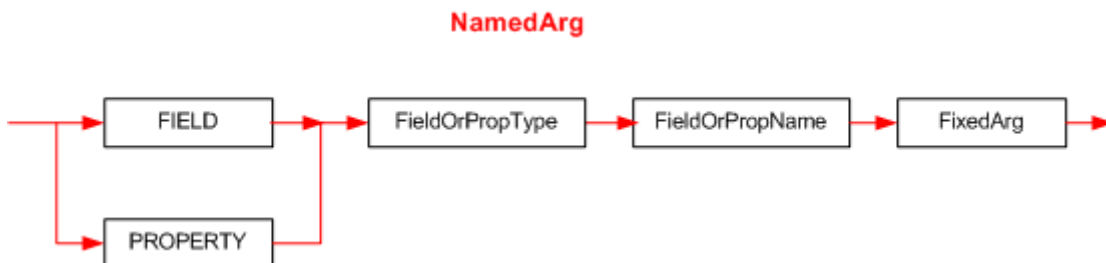 NamedArg
FIELD
FieldOrPropType
FieldOrPropName
FixedArg
PROPERTY